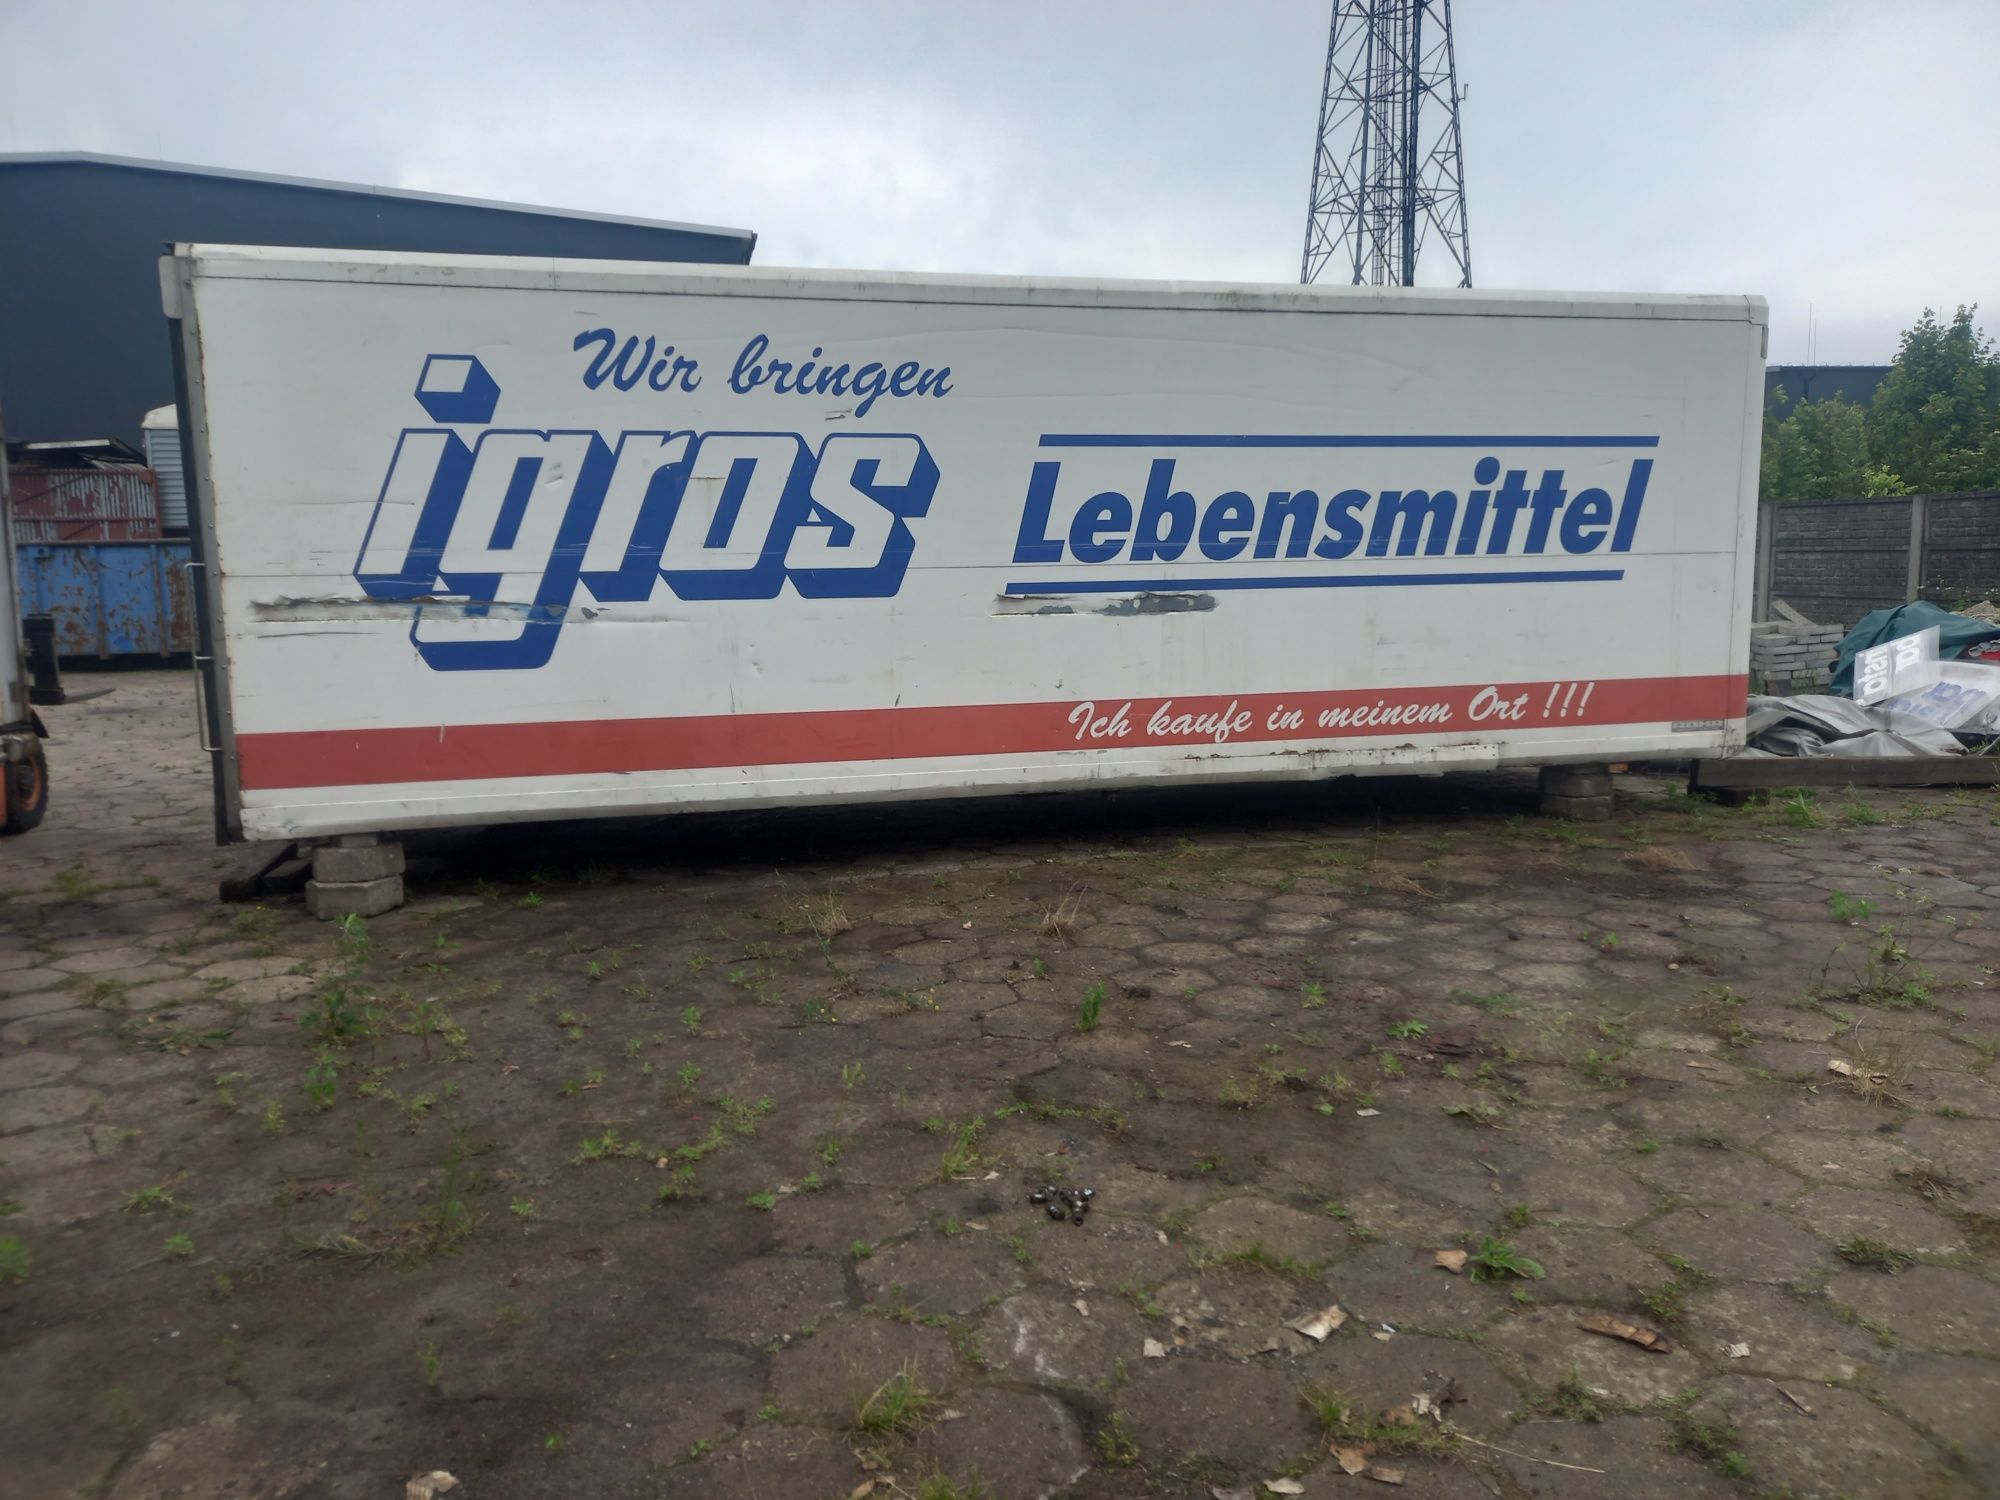 Wir bringen
igros
Lebensmittel
Ich kaufe in meinem Ort !!!